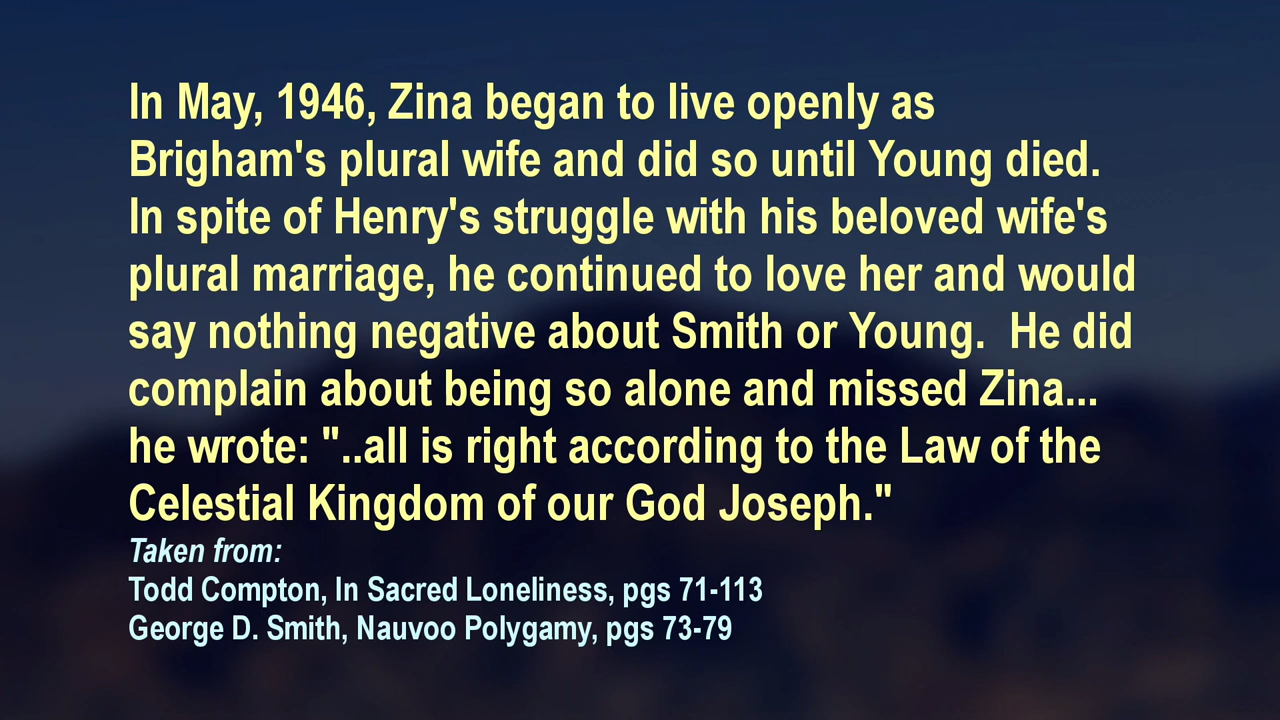 In May, 1946, Zina began to live openly as
Brigham's plural wife and did so until Young died.
In spite of Henry's struggle with his beloved wife's
plural marriage, he continued to love her and would
say nothing negative about Smith or Young.  He did
complain about being so alone and missed Zina...
he wrote: "..all is right according to the Law of the
Celestial Kingdom of our God Joseph."
Taken from:
Todd Compton, In Sacred Loneliness, pgs 71-113
George D. Smith, Nauvoo Polygamy, pgs 73-79